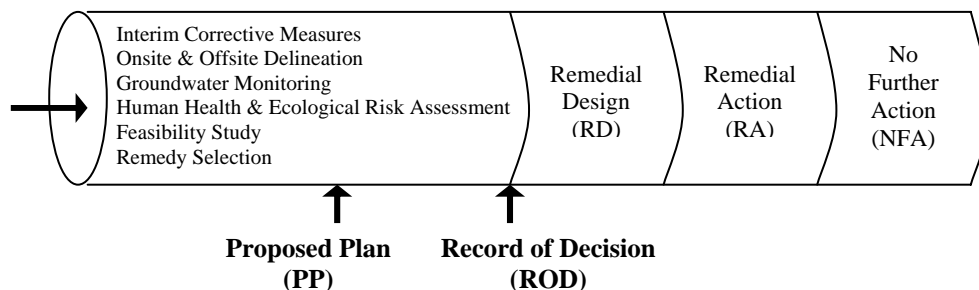 Interim Corrective Measures
Onsite & Offsite Delineation
Groundwater Monitoring
Human Health & Ecological Risk Assessment
Feasibility Study
Remedy Selection
Remedial
Design
(RD)
Remedial
Action
(RA)
No
Further
Action
(NFA)
Proposed Plan
(PP)
Record of Decision
(ROD)